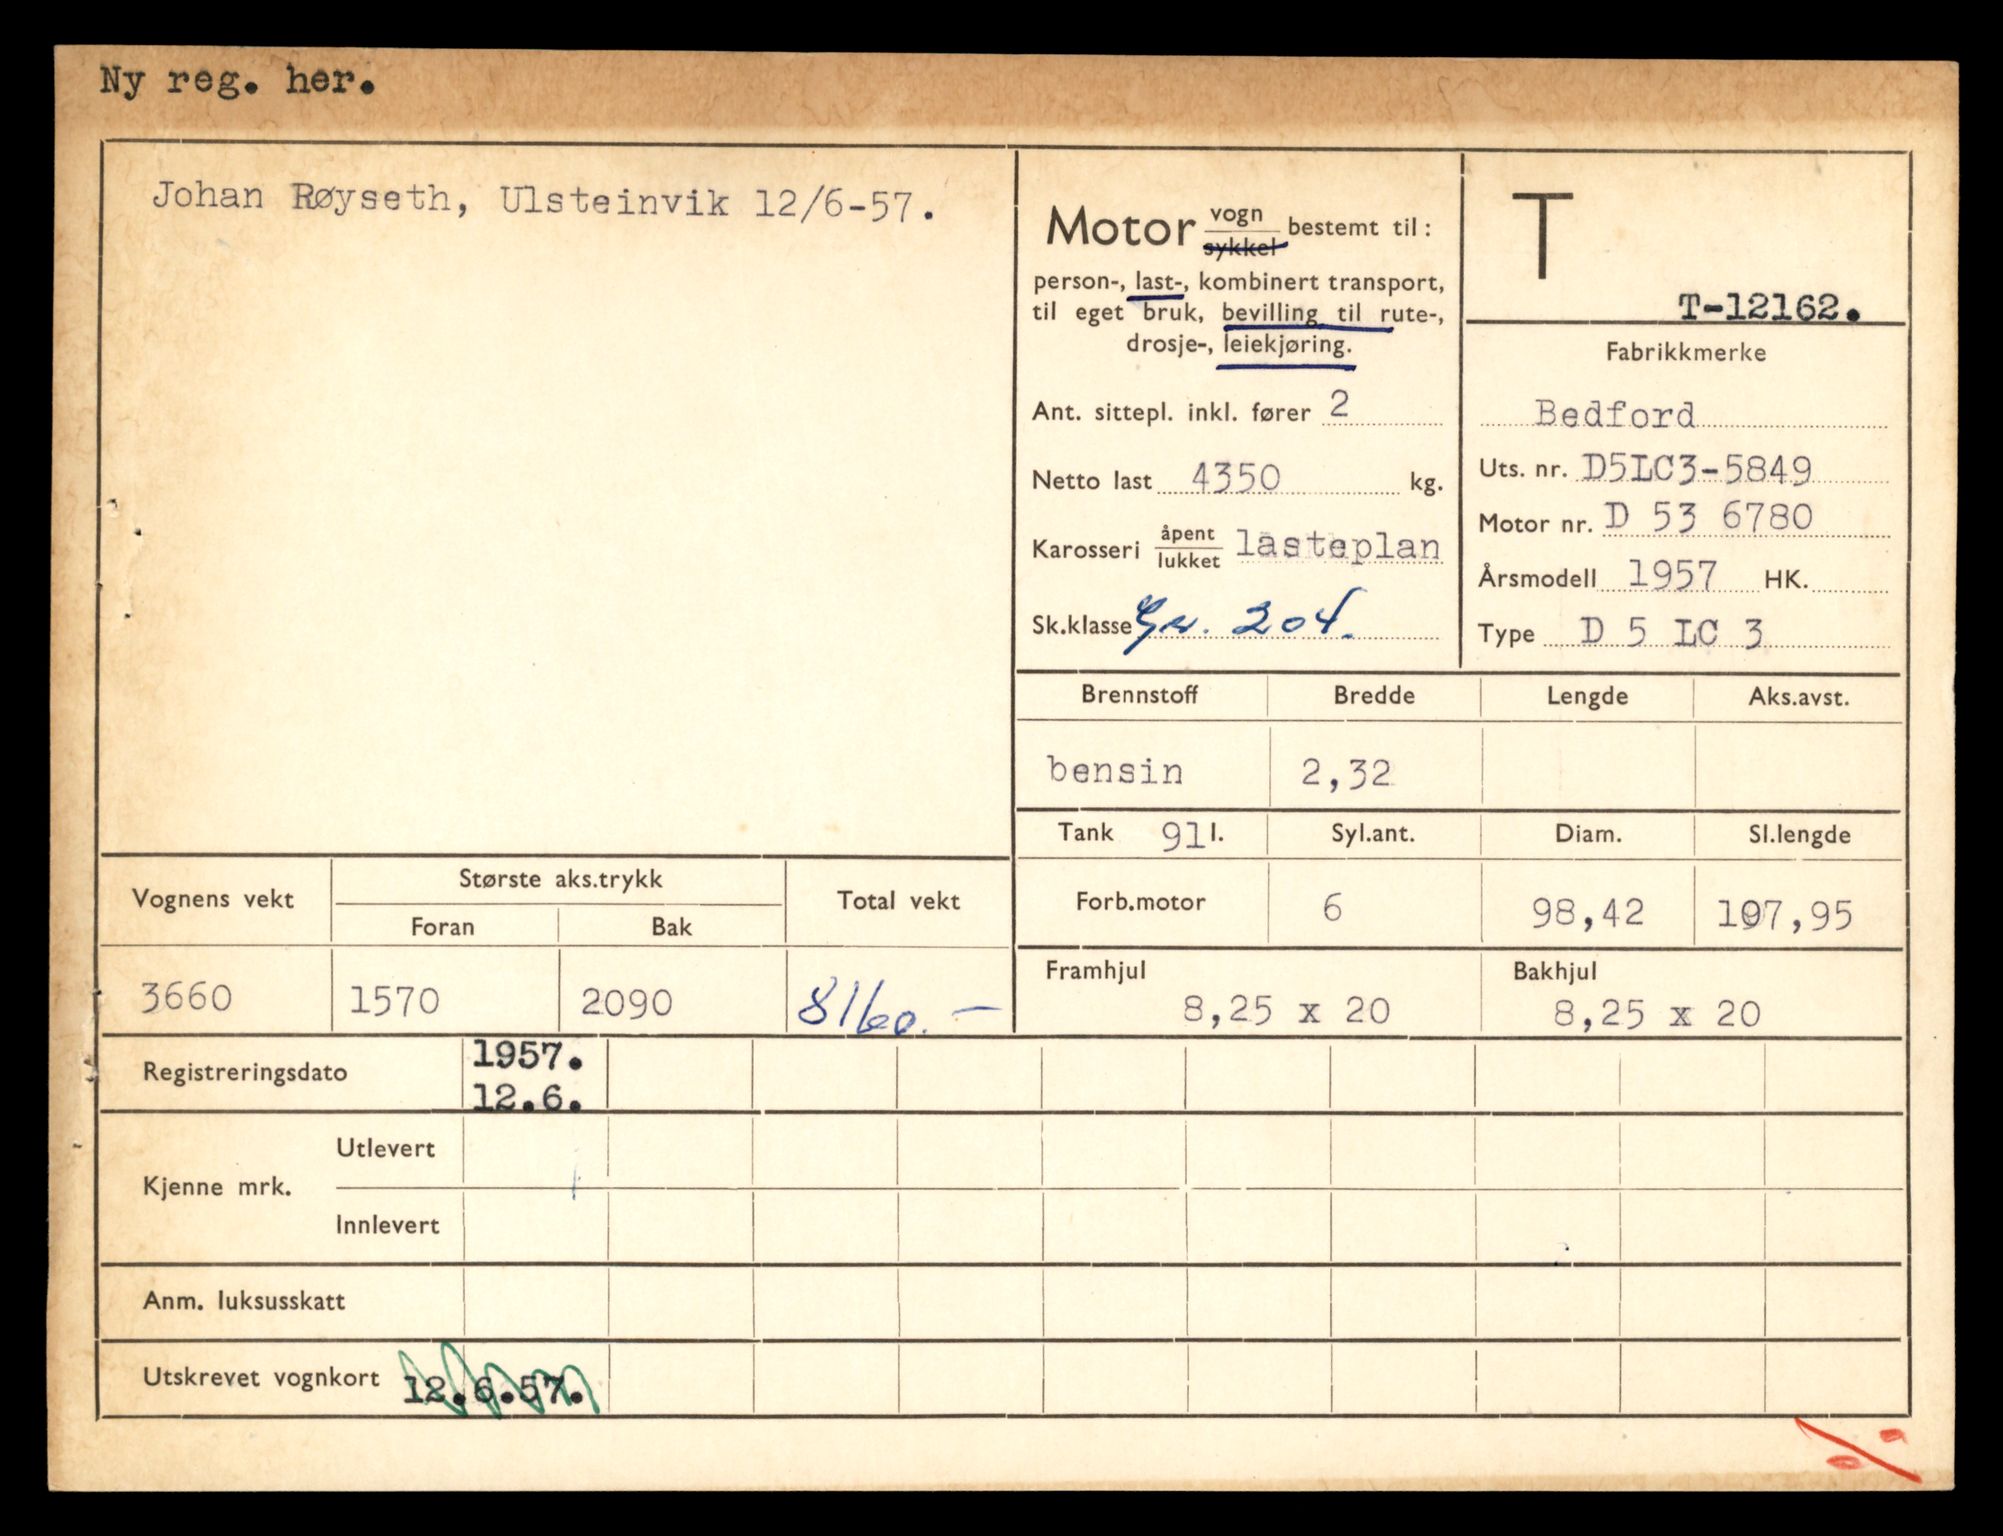 Ny reg. her.
Johan Røyseth, Ulsteinvik 12/6-57.
Motor vogn sykkel bestemt til:
person-, last-, kombinert transport,
til eget bruk, bevilling til rute-,
drosje-, leiekjøring.
Ant. sittepl. inkl. fører 2
Netto last 4350 kg.
Karosseri åpent lukket lasteplan
Sk.klasse Gr. 204.
T
T-12162.
Fabrikkmerke
Bedford
Uts. nr. D5LC3-5849
Motor nr. D 53 6780
Årsmodell 1957 HK.
Type D 5 LC 3
Brennstoff Bredde Lengde Aks.avst.
bensin 2,32
Tank 91 l. Syl.ant. Diam. Sl.lengde
Forb.motor 6 98,42 107,95
Framhjul Bakhjul
8,25 x 20 8,25 x 20
Vognens vekt Største aks.trykk Total vekt
Foran Bak
3660 1570 2090 8160.-
Registreringsdato 1957.
12.6.
Kjenne mrk. Utlevert
Innlevert
Anm. luksusskatt
Utskrevet vognkort 12.6.57.